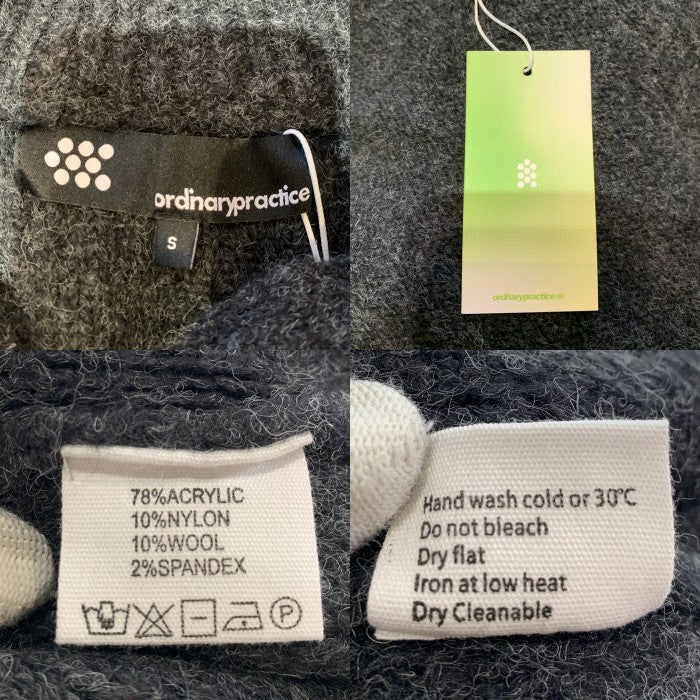 ordinarypractice
S
ordinarypractice
78%ACRYLIC
10%NYLON
10%WOOL
2%SPANDEX
P
Hand wash cold or 30℃
Do not bleach
Dry flat
Iron at low heat
Dry Cleanable